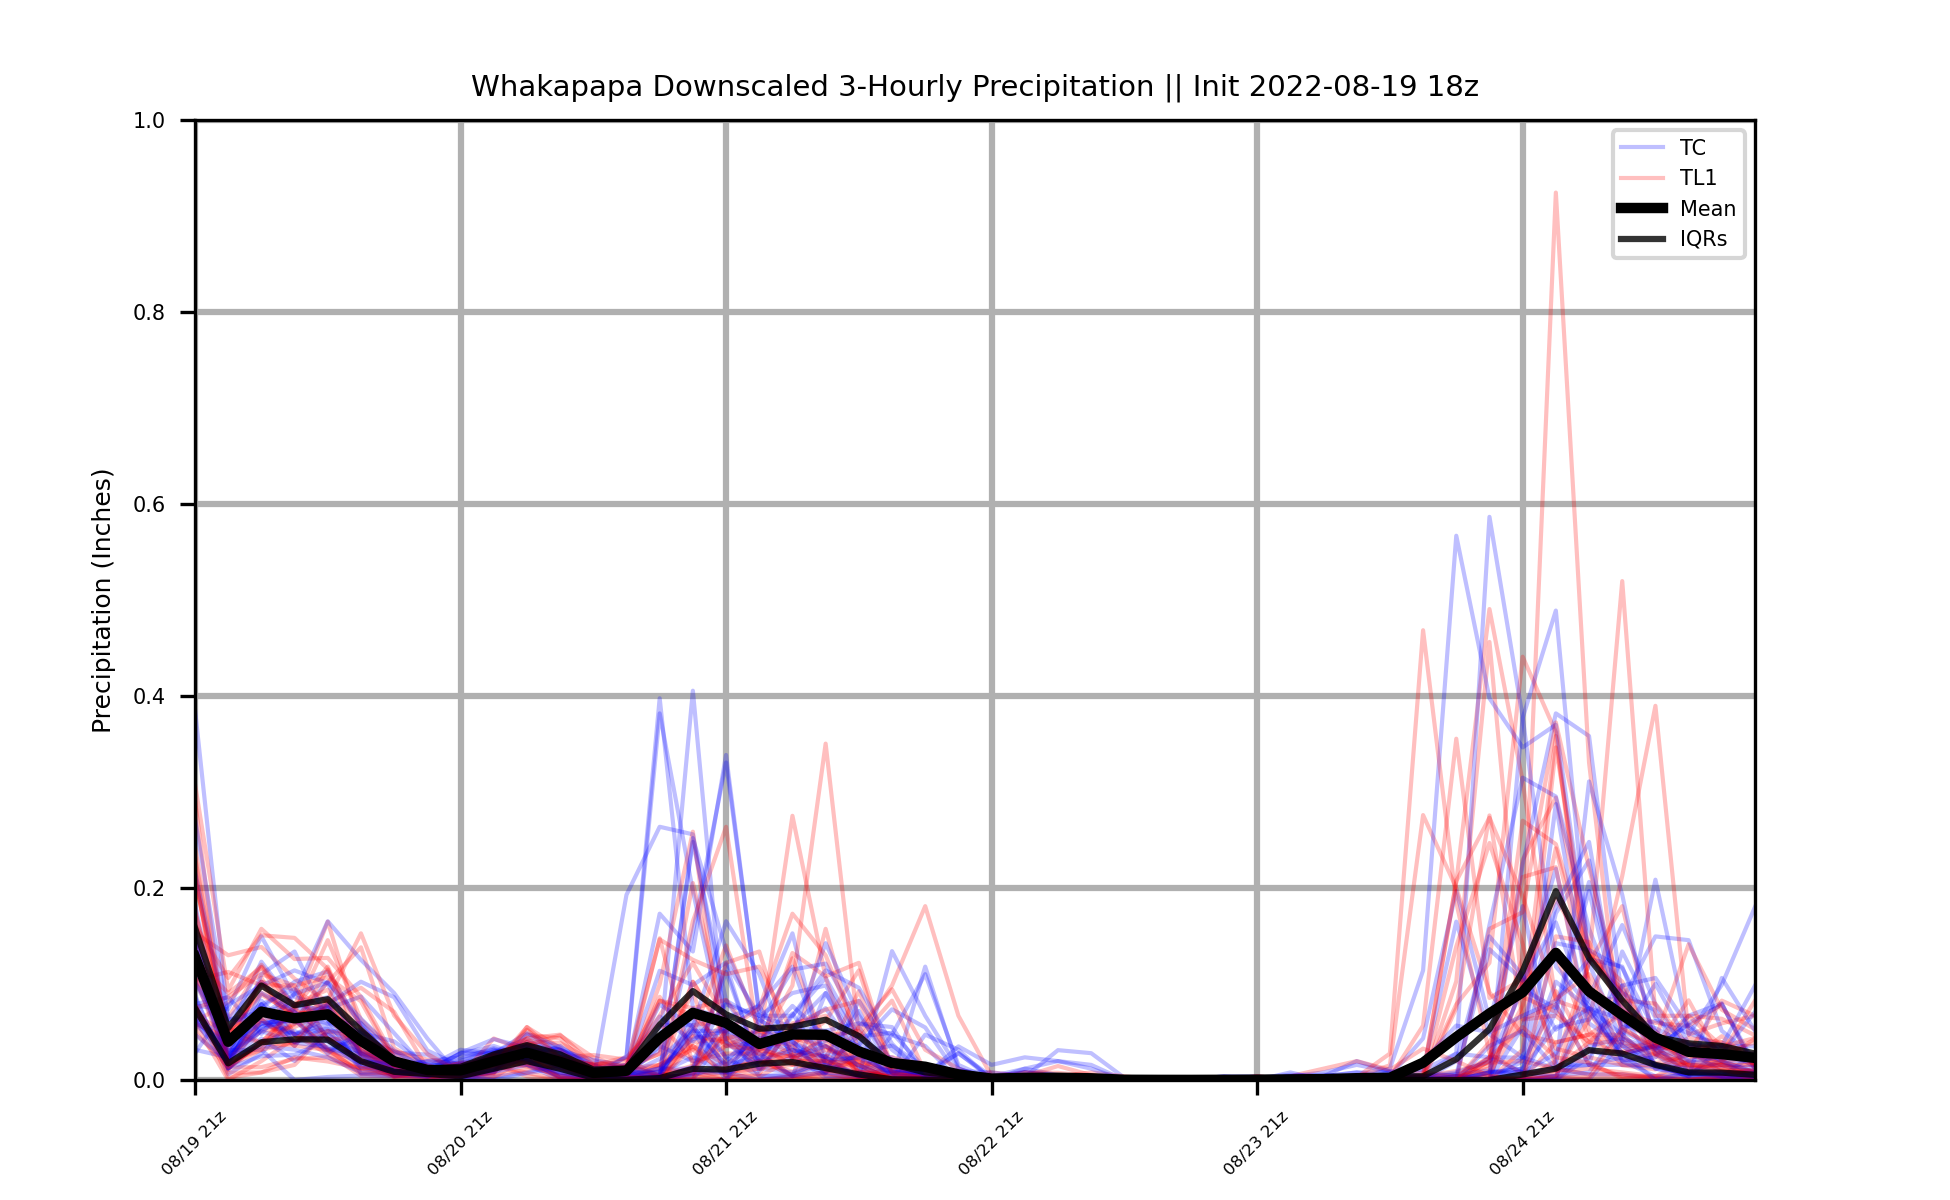 Whakapapa Downscaled 3-Hourly Precipitation || Init 2022-08-19 18z
1.0
0.8
0.6
0.4
0.2
0.0
Precipitation (Inches)
TC
TL1
Mean
IQRs
08/19 21z
08/20 21z
08/21 21z
08/22 21z
08/23 21z
08/24 21z